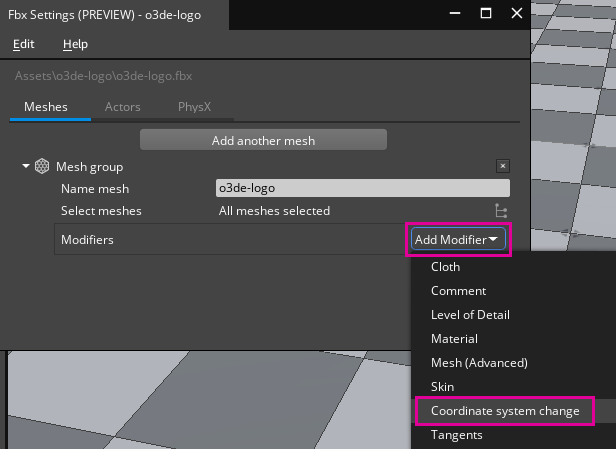 Fbx Settings (PREVIEW) - o3de-logo
Edit Help
Assets\o3de-logo\o3de-logo.fbx
Meshes Actors PhysX
Add another mesh
Mesh group
Name mesh o3de-logo
Select meshes All meshes selected
Modifiers Add Modifier
Cloth
Comment
Level of Detail
Material
Mesh (Advanced)
Skin
Coordinate system change
Tangents